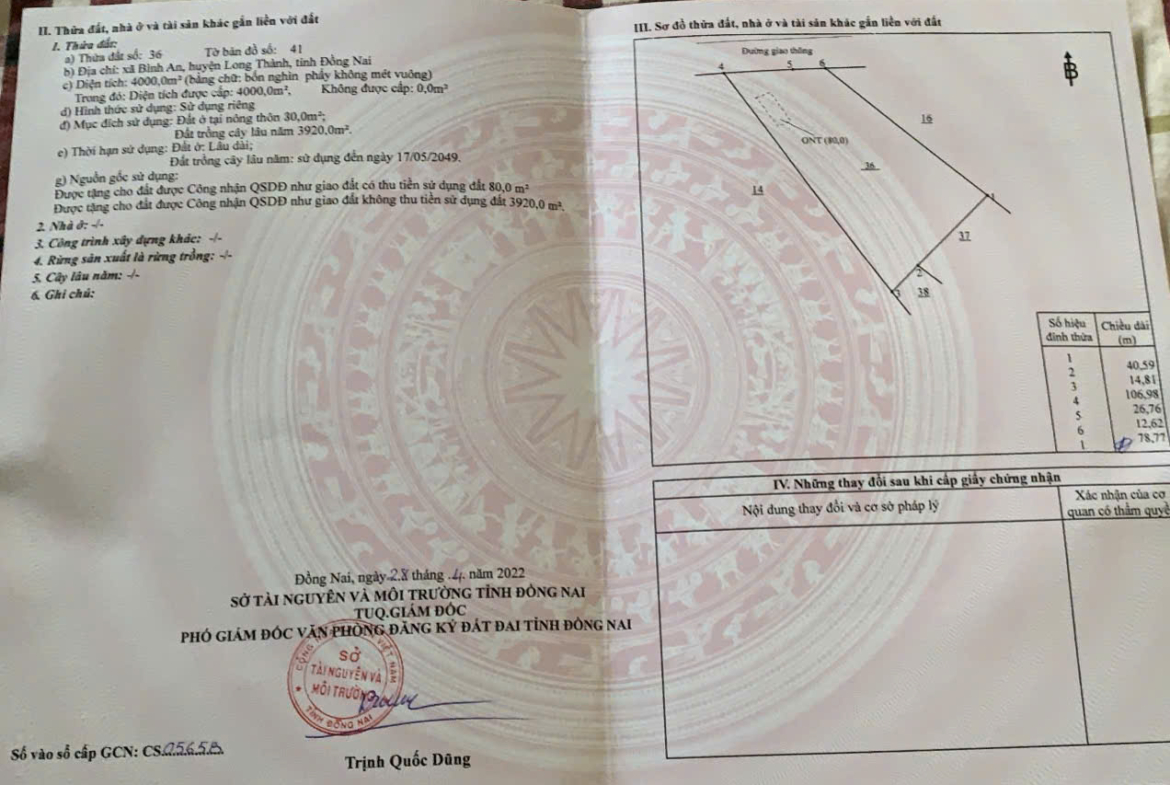 II. Thửa đất, nhà ở và tài sản khác gắn liền với đất
1. Thửa đất:
a) Thửa đất số: 36 Tờ bản đồ số: 41
b) Địa chỉ: xã Bình An, huyện Long Thành, tỉnh Đồng Nai
c) Diện tích: 4000,0m² (bằng chữ: bốn nghìn phẩy không mét vuông)
Trong đó: Diện tích được cấp: 4000,0m², Không được cấp: 0,0m²
d) Hình thức sử dụng: Sử dụng riêng
đ) Mục đích sử dụng: Đất ở tại nông thôn 30,0m²;
Đất trồng cây lâu năm 3920,0m².
e) Thời hạn sử dụng: Đất ở: Lâu dài;
Đất trồng cây lâu năm: sử dụng đến ngày 17/05/2049.
g) Nguồn gốc sử dụng:
Được tặng cho đất được Công nhận QSDĐ như giao đất có thu tiền sử dụng đất 80,0 m²
Được tặng cho đất được Công nhận QSDĐ như giao đất không thu tiền sử dụng đất 3920,0 m².
2. Nhà ở: -/-
3. Công trình xây dựng khác: -/-
4. Rừng sản xuất là rừng trồng: -/-
5. Cây lâu năm: -/-
6. Ghi chú:
Đồng Nai, ngày 28 tháng .4. năm 2022
SỞ TÀI NGUYÊN VÀ MÔI TRƯỜNG TỈNH ĐỒNG NAI
TUQ.GIÁM ĐỐC
PHÓ GIÁM ĐỐC VĂN PHÒNG ĐĂNG KÝ ĐẤT ĐAI TỈNH ĐỒNG NAI
SỞ
TÀI NGUYÊN VÀ
MÔI TRƯỜNG
TỈNH ĐỒNG NAI
Trịnh Quốc Dũng
Số vào sổ cấp GCN: CS
III. Sơ đồ thửa đất, nhà ở và tài sản khác gắn liền với đất
Đường giao thông
4 5 6
B
16
ONT (80,0)
36
14
1
37
2
3 38
Số hiệu đỉnh thửa Chiều dài (m)
1
40,59
2
14,81
3
106,98
4
26,76
5
12,62
6
78,77
1
IV. Những thay đổi sau khi cấp giấy chứng nhận
Nội dung thay đổi và cơ sở pháp lý
Xác nhận của cơ
quan có thẩm quyề